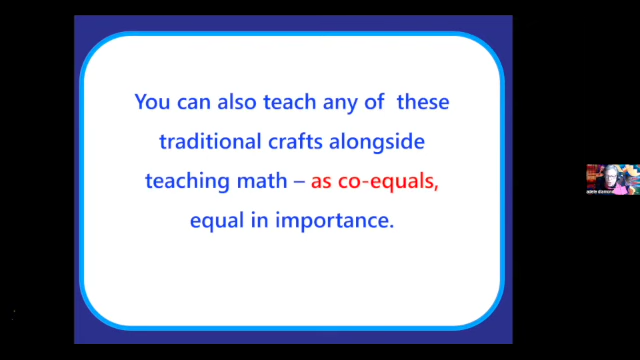 You can also teach any of these
traditional crafts alongside
teaching math – as co-equals,
equal in importance.